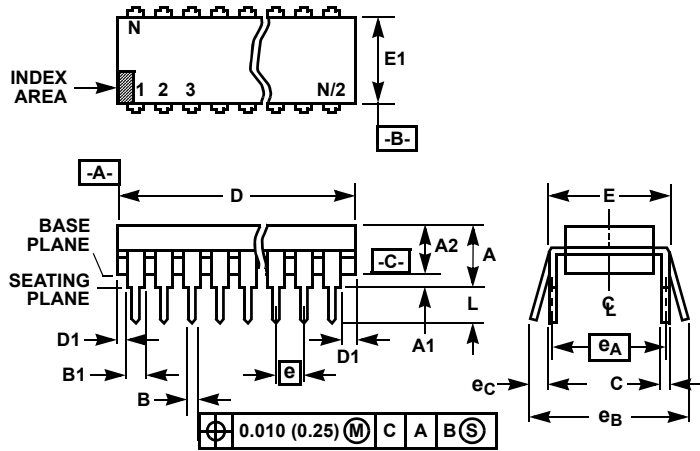 N
INDEX
AREA
1 2 3 N/2
E1
-B-
-A-
D
E
BASE
PLANE
A2
A
-C-
SEATING
PLANE
L
D1
A1
D1
B1
e
B
℄
eA
eC
C
eB
⌖ 0.010 (0.25) Ⓜ C A B Ⓢ